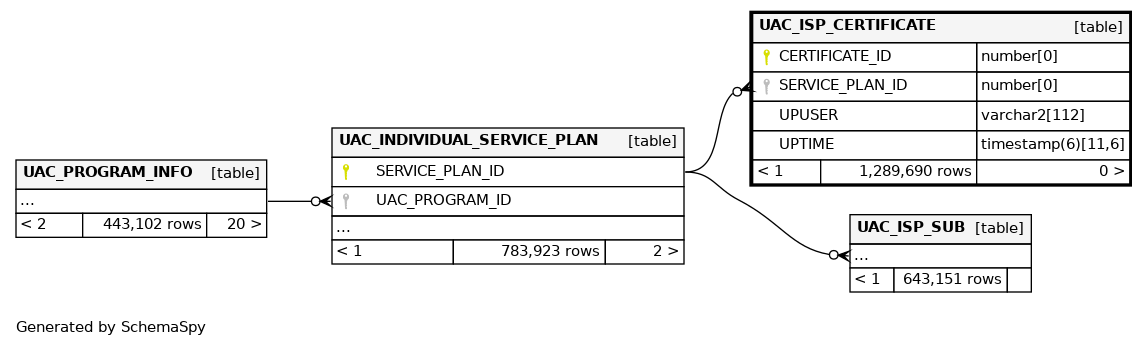 UAC_ISP_CERTIFICATE [table]
CERTIFICATE_ID number[0]
SERVICE_PLAN_ID number[0]
UPUSER varchar2[112]
UPTIME timestamp(6)[11,6]
< 1 1,289,690 rows 0 >
UAC_INDIVIDUAL_SERVICE_PLAN [table]
SERVICE_PLAN_ID
UAC_PROGRAM_ID
...
< 1 783,923 rows 2 >
UAC_PROGRAM_INFO [table]
...
< 2 443,102 rows 20 >
UAC_ISP_SUB [table]
...
< 1 643,151 rows
Generated by SchemaSpy